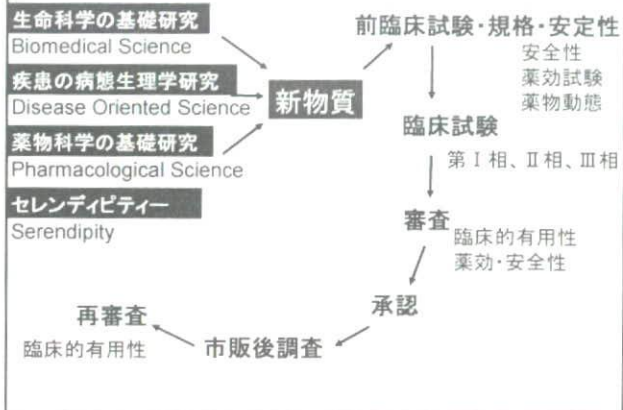 生命科学の基礎研究
Biomedical Science
疾患の病態生理学研究
Disease Oriented Science
薬物科学の基礎研究
Pharmacological Science
セレンディピティー
Serendipity
新物質
前臨床試験・規格・安定性
安全性
薬効試験
薬物動態
臨床試験
第Ⅰ相、Ⅱ相、Ⅲ相
審査
臨床的有用性
薬効・安全性
承認
市販後調査
再審査
臨床的有用性